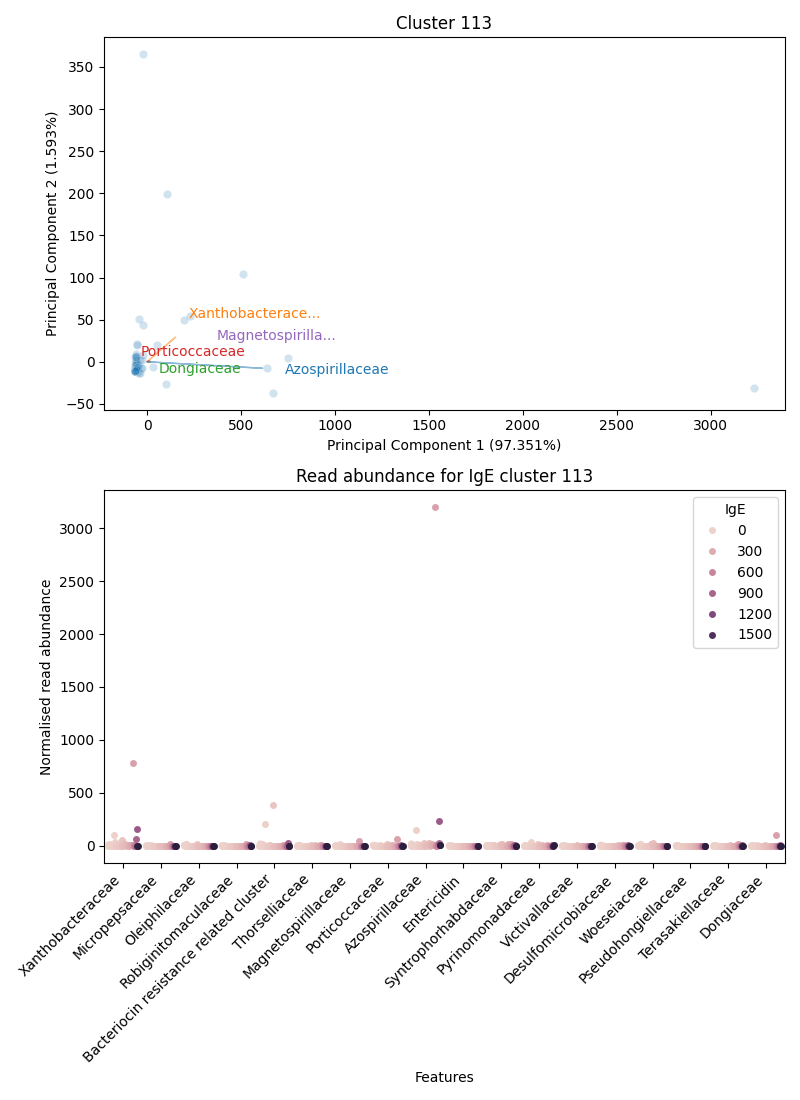 Cluster 113
Principal Component 2 (1.593%)
350
300
250
200
150
100
50
0
−50
Xanthobacterace...
Magnetospirilla...
Porticoccaceae
Dongiaceae
Azospirillaceae
0
500
1000
1500
2000
2500
3000
Principal Component 1 (97.351%)
Read abundance for IgE cluster 113
Normalised read abundance
3000
2500
2000
1500
1000
500
0
IgE
0
300
600
900
1200
1500
Xanthobacteraceae
Micropepsaceae
Oleiphilaceae
Robiginitomaculaceae
Bacteriocin resistance related cluster
Thorselliaceae
Magnetospirillaceae
Porticoccaceae
Azospirillaceae
Entericidin
Syntrophorhabdaceae
Pyrinomonadaceae
Victivallaceae
Desulfomicrobiaceae
Woeseiaceae
Pseudohongiellaceae
Terasakiellaceae
Dongiaceae
Features